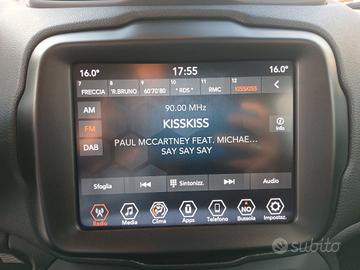 16.0° 17:55 16.0°
7 8 9 10 11 12
FRECCIA 'R.BRUNO 60'70'80 * RDS * RMC KISSKISS
AM
90.00 MHz
FM
KISSKISS
Info
DAB
PAUL MCCARTNEY FEAT. MICHAE...
SAY SAY SAY
Sfoglia Sintonizz. Audio
NO
Radio Media Clima Apps Telefono Bussola Impostaz.
subito